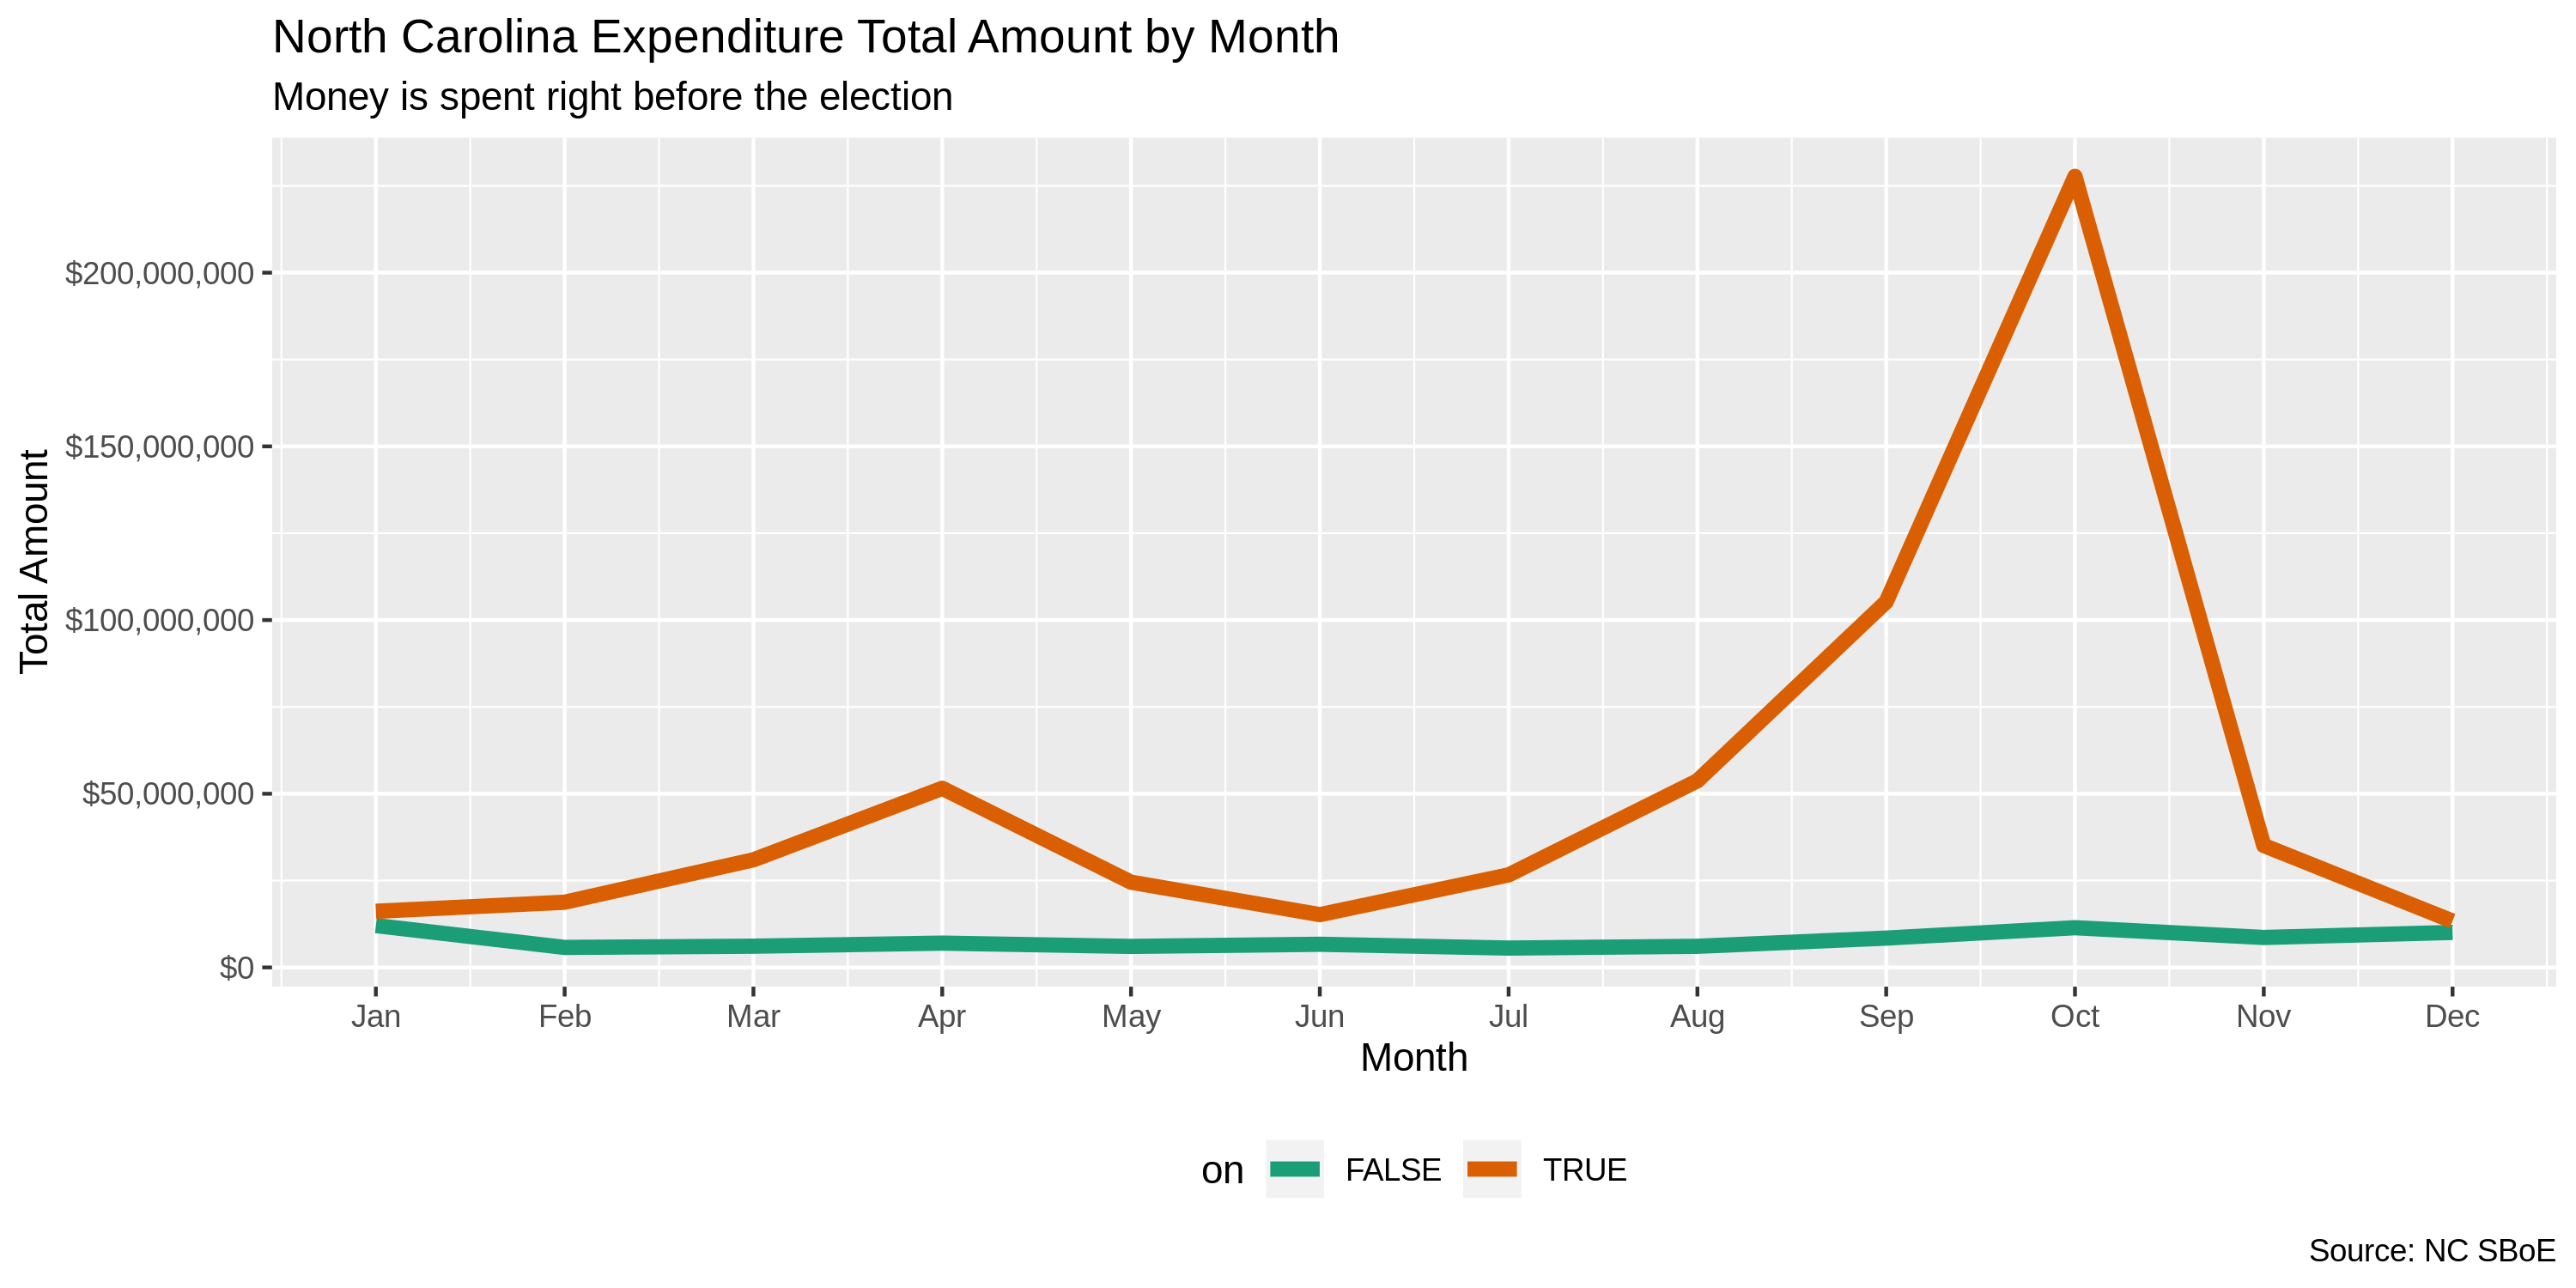 North Carolina Expenditure Total Amount by Month
Money is spent right before the election
Total Amount
$200,000,000
$150,000,000
$100,000,000
$50,000,000
$0
Jan Feb Mar Apr May Jun Jul Aug Sep Oct Nov Dec
Month
on FALSE TRUE
Source: NC SBoE